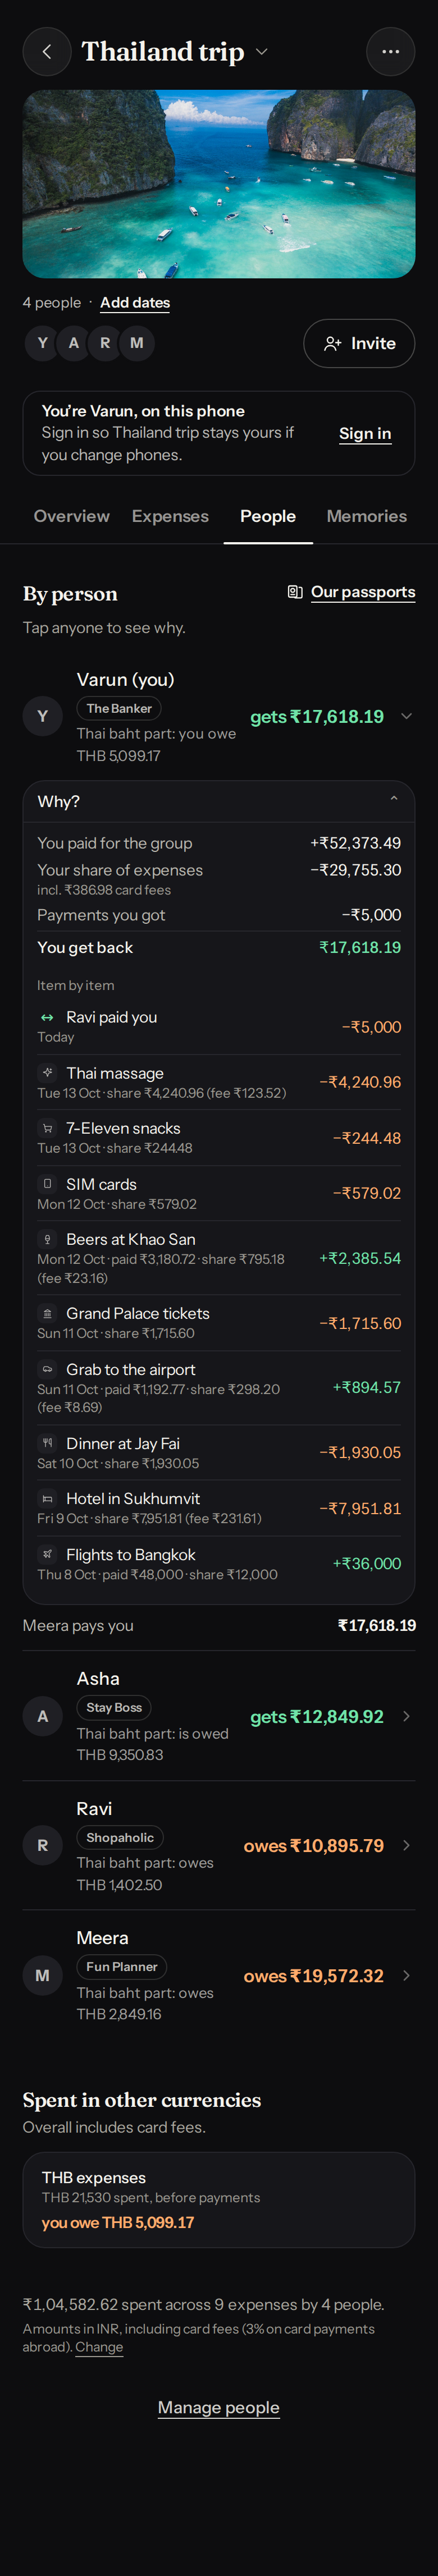 Thailand trip
4 people · Add dates
Y A R M
Invite
You're Varun, on this phone
Sign in so Thailand trip stays yours if
you change phones.
Sign in
Overview Expenses People Memories
By person
Our passports
Tap anyone to see why.
Y
Varun (you)
The Banker
Thai baht part: you owe
THB 5,099.17
gets ₹17,618.19
Why?
You paid for the group +₹52,373.49
Your share of expenses −₹29,755.30
incl. ₹386.98 card fees
Payments you got −₹5,000
You get back ₹17,618.19
Item by item
Ravi paid you
Today
−₹5,000
Thai massage
Tue 13 Oct · share ₹4,240.96 (fee ₹123.52)
−₹4,240.96
7-Eleven snacks
Tue 13 Oct · share ₹244.48
−₹244.48
SIM cards
Mon 12 Oct · share ₹579.02
−₹579.02
Beers at Khao San
Mon 12 Oct · paid ₹3,180.72 · share ₹795.18
(fee ₹23.16)
+₹2,385.54
Grand Palace tickets
Sun 11 Oct · share ₹1,715.60
−₹1,715.60
Grab to the airport
Sun 11 Oct · paid ₹1,192.77 · share ₹298.20
(fee ₹8.69)
+₹894.57
Dinner at Jay Fai
Sat 10 Oct · share ₹1,930.05
−₹1,930.05
Hotel in Sukhumvit
Fri 9 Oct · share ₹7,951.81 (fee ₹231.61)
−₹7,951.81
Flights to Bangkok
Thu 8 Oct · paid ₹48,000 · share ₹12,000
+₹36,000
Meera pays you ₹17,618.19
A
Asha
Stay Boss
Thai baht part: is owed
THB 9,350.83
gets ₹12,849.92
R
Ravi
Shopaholic
Thai baht part: owes
THB 1,402.50
owes ₹10,895.79
M
Meera
Fun Planner
Thai baht part: owes
THB 2,849.16
owes ₹19,572.32
Spent in other currencies
Overall includes card fees.
THB expenses
THB 21,530 spent, before payments
you owe THB 5,099.17
₹1,04,582.62 spent across 9 expenses by 4 people.
Amounts in INR, including card fees (3% on card payments
abroad). Change
Manage people